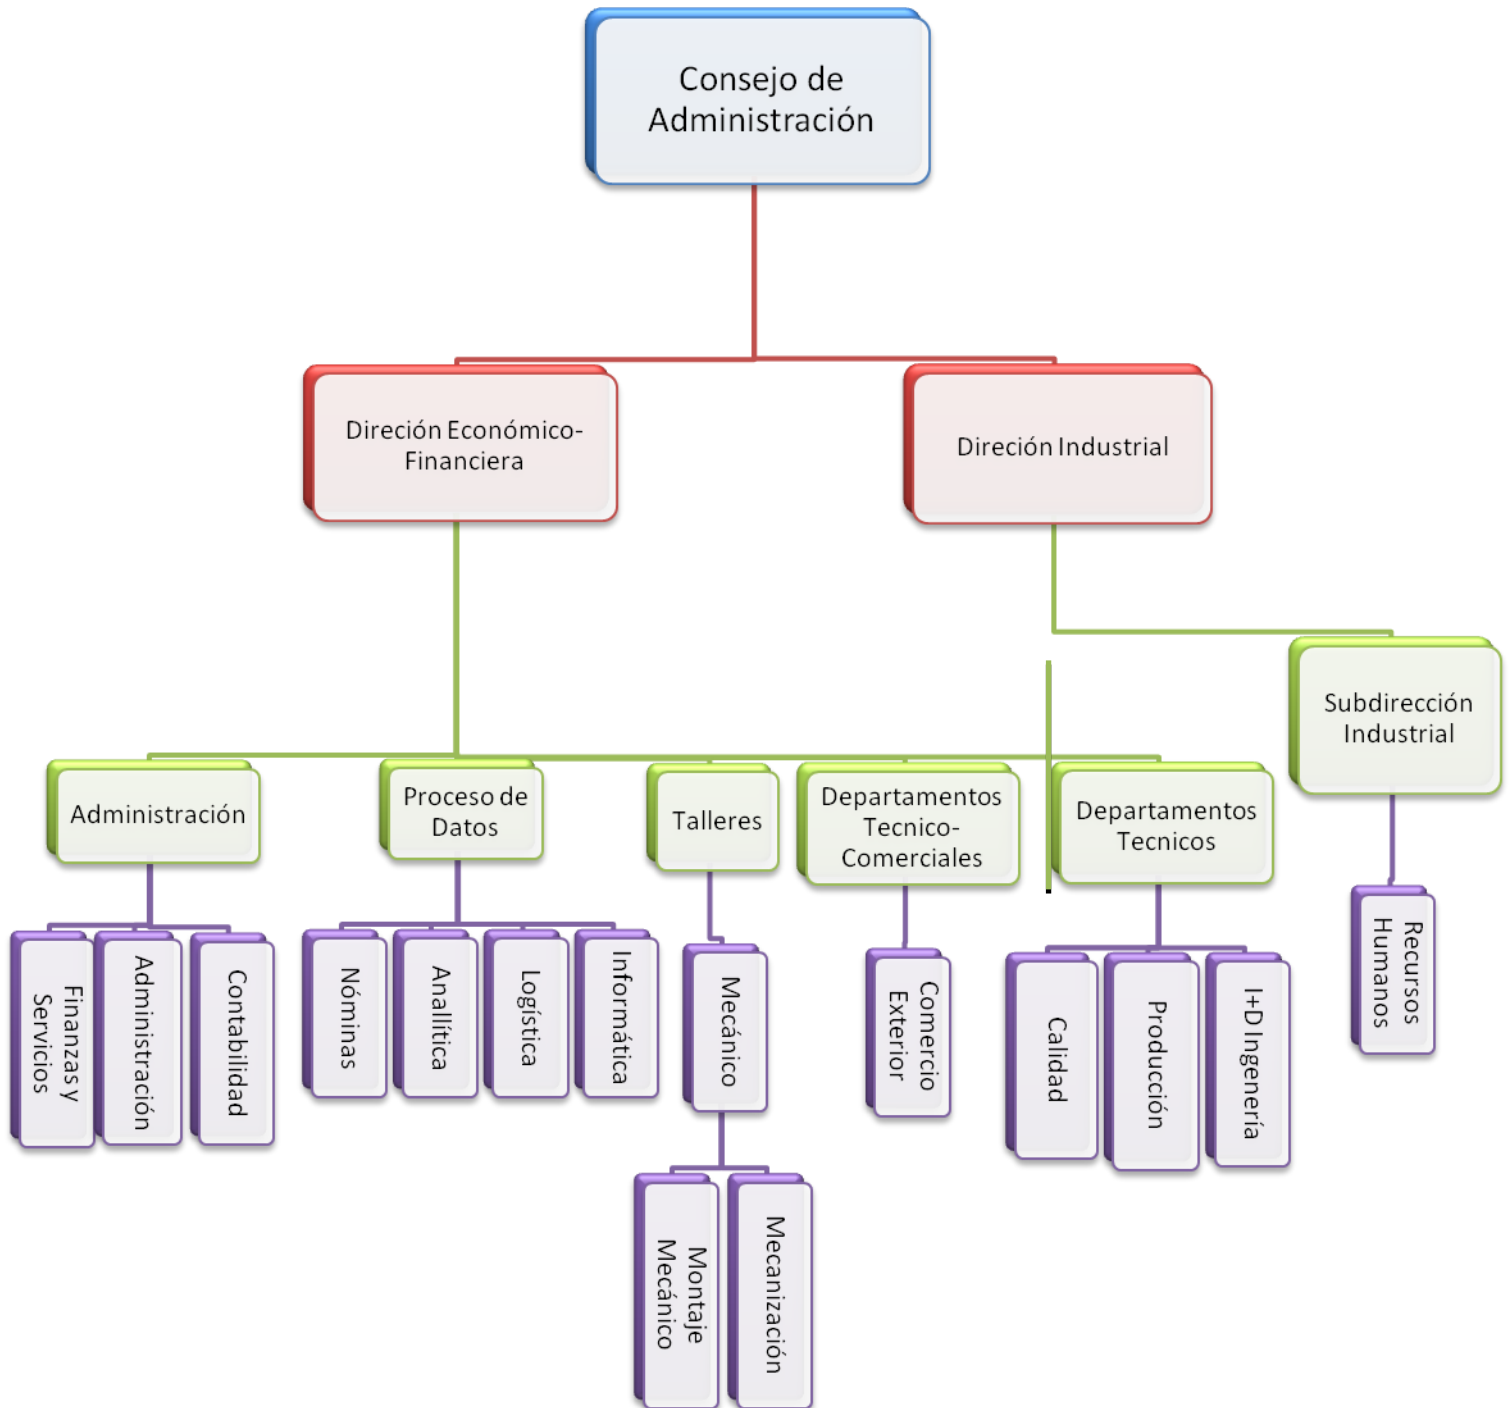 Consejo de
Administración
Direción Económico-
Financiera
Direción Industrial
Subdirección
Industrial
Administración
Proceso de
Datos
Talleres
Departamentos
Tecnico-
Comerciales
Departamentos
Tecnicos
Finanzas y
Servicios
Administración
Contabilidad
Nóminas
Anallítica
Logística
Informática
Mecánico
Comercio
Exterior
Calidad
Producción
I+D Ingenería
Recursos
Humanos
Montaje
Mecánico
Mecanización